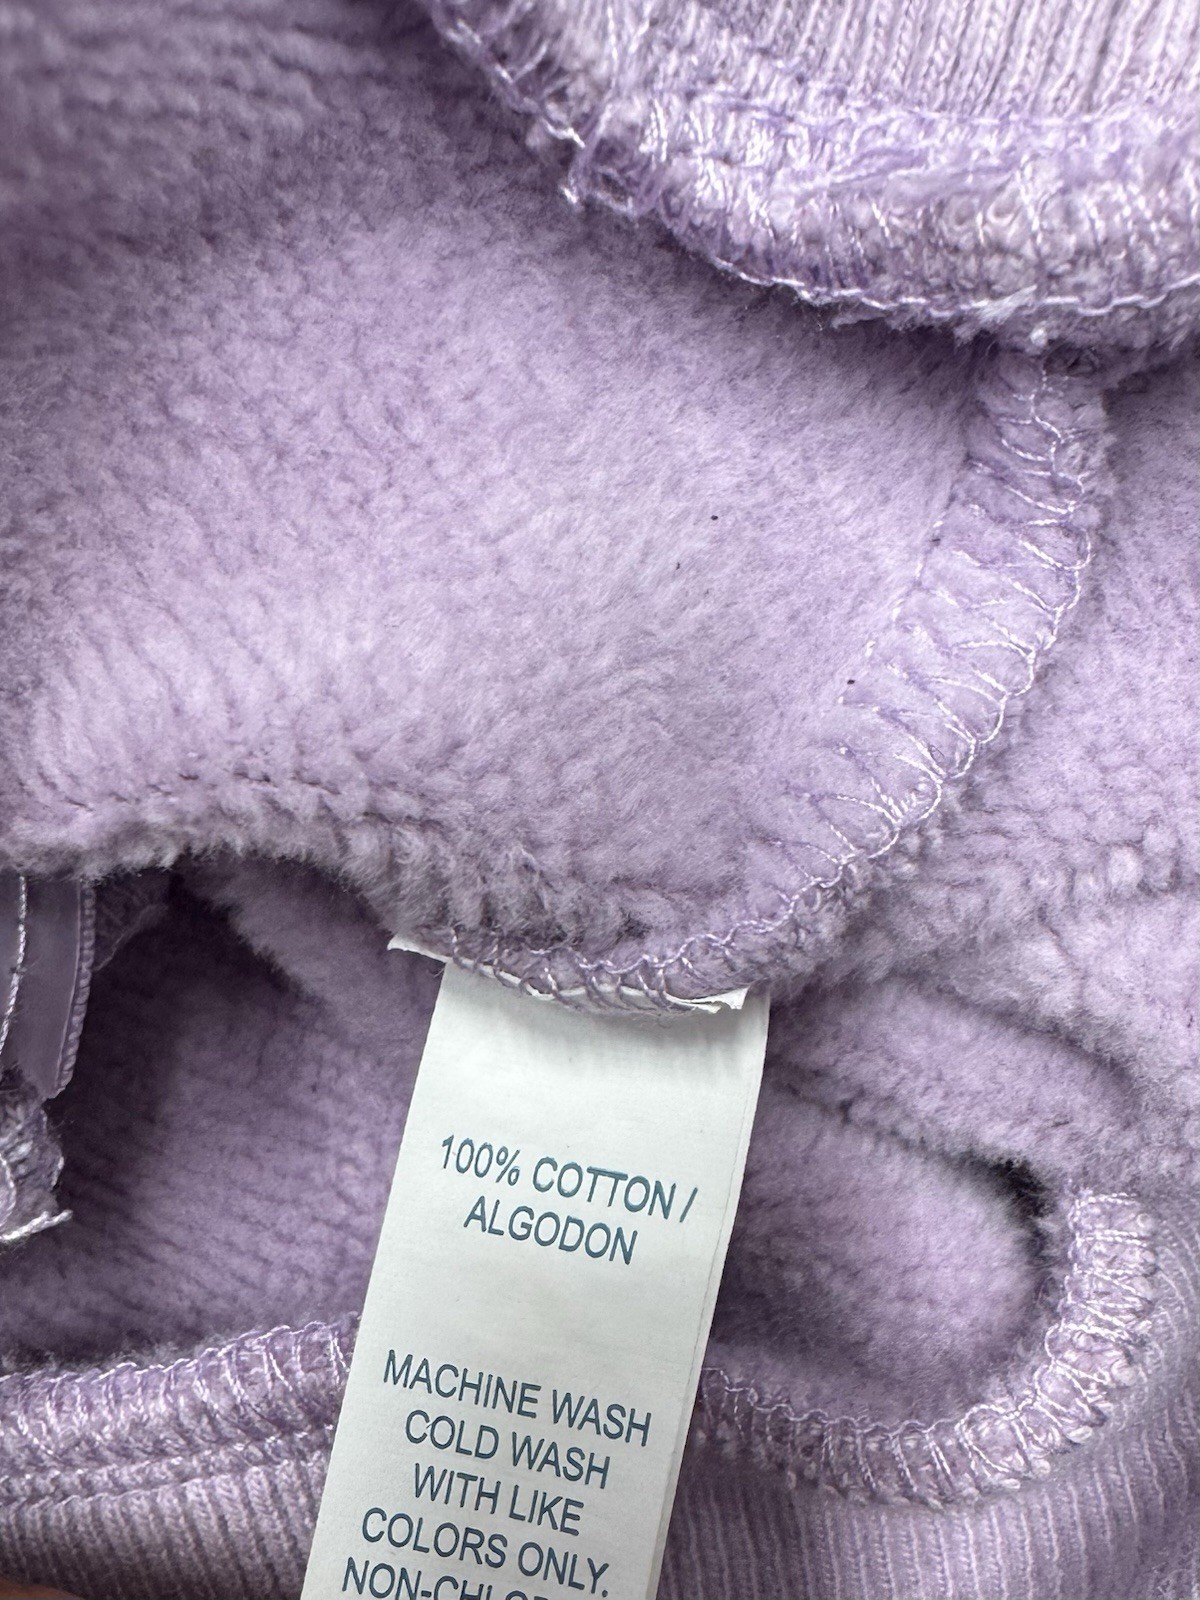 100% COTTON /
ALGODON
MACHINE WASH
COLD WASH
WITH LIKE
COLORS ONLY.